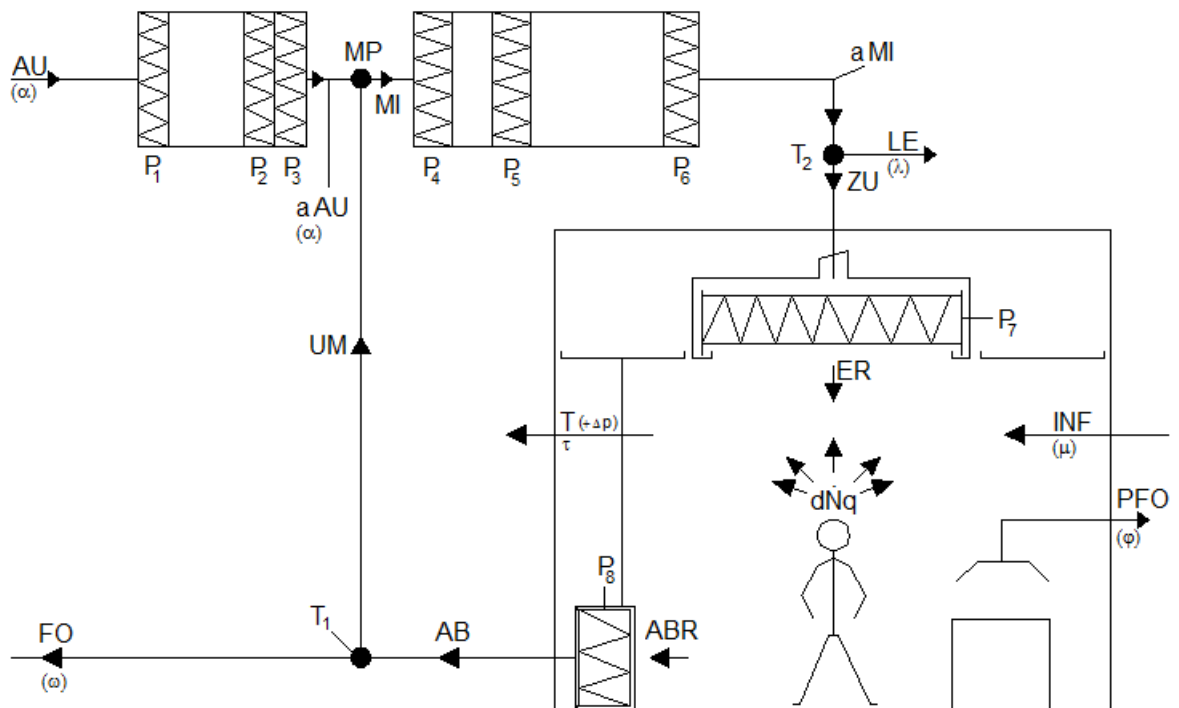 AU
(α)
P1
P2
P3
a AU
(α)
MP
MI
P4
P5
P6
a MI
T2
LE
(λ)
ZU
P7
UM
ER
T (+Δp)
τ
INF
(μ)
dṄq
PFO
(φ)
P8
FO
(ω)
T1
AB
ABR